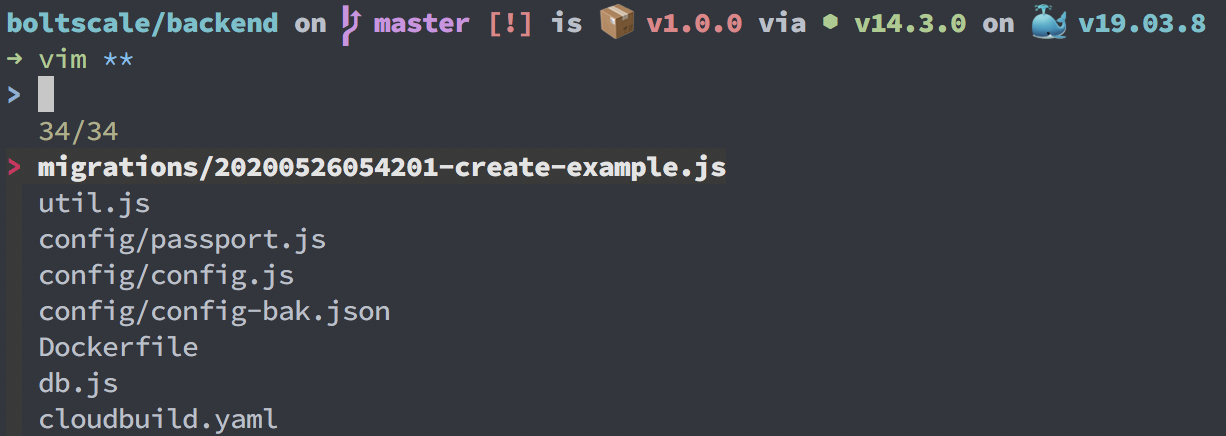 boltscale/backend on master [!] is 📦 v1.0.0 via ⬢ v14.3.0 on 🐳 v19.03.8
➜ vim **
>
34/34
> migrations/20200526054201-create-example.js
util.js
config/passport.js
config/config.js
config/config-bak.json
Dockerfile
db.js
cloudbuild.yaml